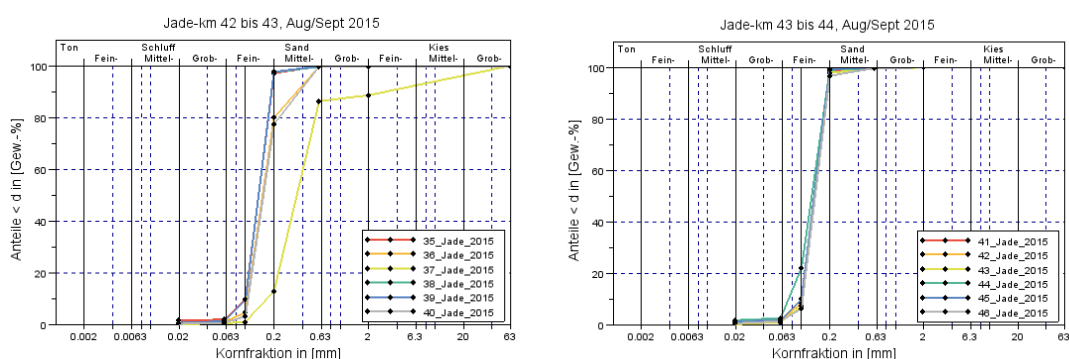 Jade-km 42 bis 43, Aug/Sept 2015
Ton Schluff Sand Kies
Fein- Mittel- Grob- Fein- Mittel- Grob- Fein- Mittel- Grob-
Anteile < d in [Gew.-%]
100
80
60
40
20
0
35_Jade_2015
36_Jade_2015
37_Jade_2015
38_Jade_2015
39_Jade_2015
40_Jade_2015
0.002 0.0063 0.02 0.063 0.2 0.63 2 6.3 20 63
Kornfraktion in [mm]
Jade-km 43 bis 44, Aug/Sept 2015
Ton Schluff Sand Kies
Fein- Mittel- Grob- Fein- Mittel- Grob- Fein- Mittel- Grob-
Anteile < d in [Gew.-%]
100
80
60
40
20
0
41_Jade_2015
42_Jade_2015
43_Jade_2015
44_Jade_2015
45_Jade_2015
46_Jade_2015
0.002 0.0063 0.02 0.063 0.2 0.63 2 6.3 20 63
Kornfraktion in [mm]